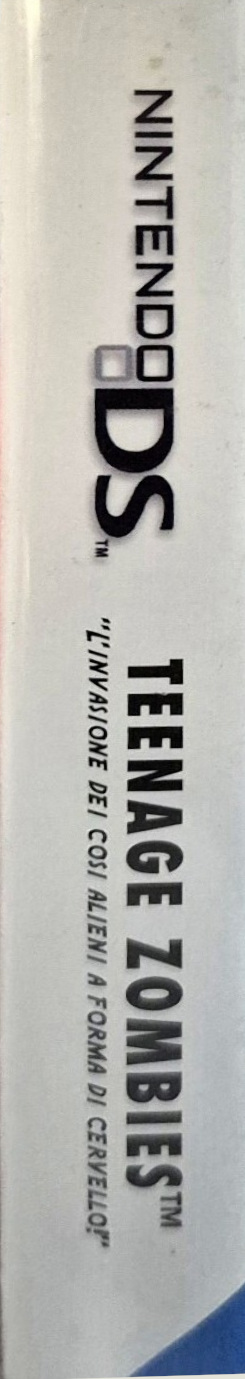 NINTENDO DS™
TEENAGE ZOMBIES™
"L'INVASIONE DEI COSI ALIENI A FORMA DI CERVELLO!"